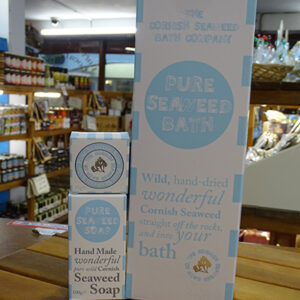 THE
CORNISH SEAWEED
BATH COMPANY
PURE
SEAWEED
BATH
Wild, hand-dried
wonderful
Cornish Seaweed
straight off the rocks,
and into your
bath
PURE
SEAWEED
SOAP
Hand Made
wonderful
pure wild Cornish
Seaweed
Soap